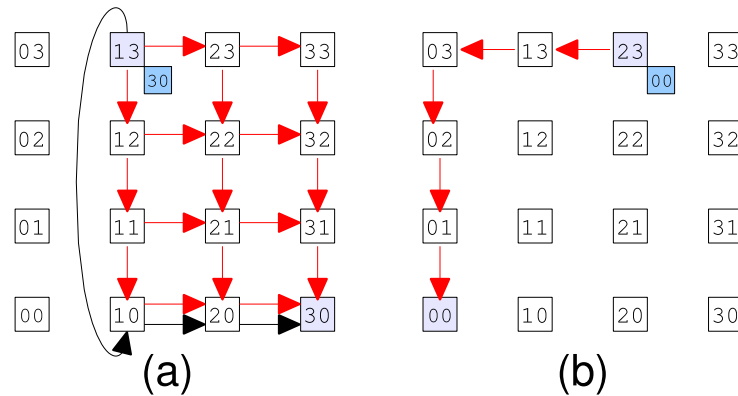 03 13 23 33 03 13 23 33
30 00
02 12 22 32 02 12 22 32
01 11 21 31 01 11 21 31
00 10 20 30 00 10 20 30
(a) (b)